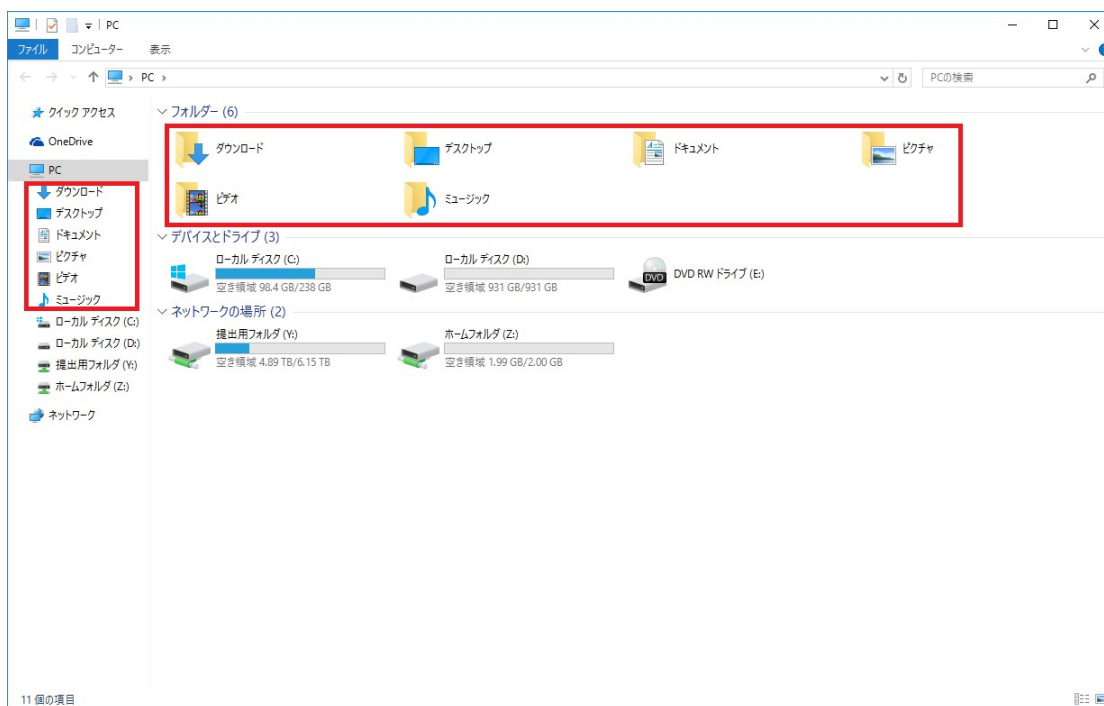 PC
ファイル コンピューター 表示
PC
PCの検索
クイック アクセス
OneDrive
PC
ダウンロード
デスクトップ
ドキュメント
ピクチャ
ビデオ
ミュージック
ローカル ディスク (C:)
ローカル ディスク (D:)
提出用フォルダ (Y:)
ホームフォルダ (Z:)
ネットワーク
フォルダー (6)
ダウンロード
デスクトップ
ドキュメント
ピクチャ
ビデオ
ミュージック
デバイスとドライブ (3)
ローカル ディスク (C:)
空き領域 98.4 GB/238 GB
ローカル ディスク (D:)
空き領域 931 GB/931 GB
DVD
DVD RW ドライブ (E:)
ネットワークの場所 (2)
提出用フォルダ (Y:)
空き領域 4.89 TB/6.15 TB
ホームフォルダ (Z:)
空き領域 1.99 GB/2.00 GB
11 個の項目